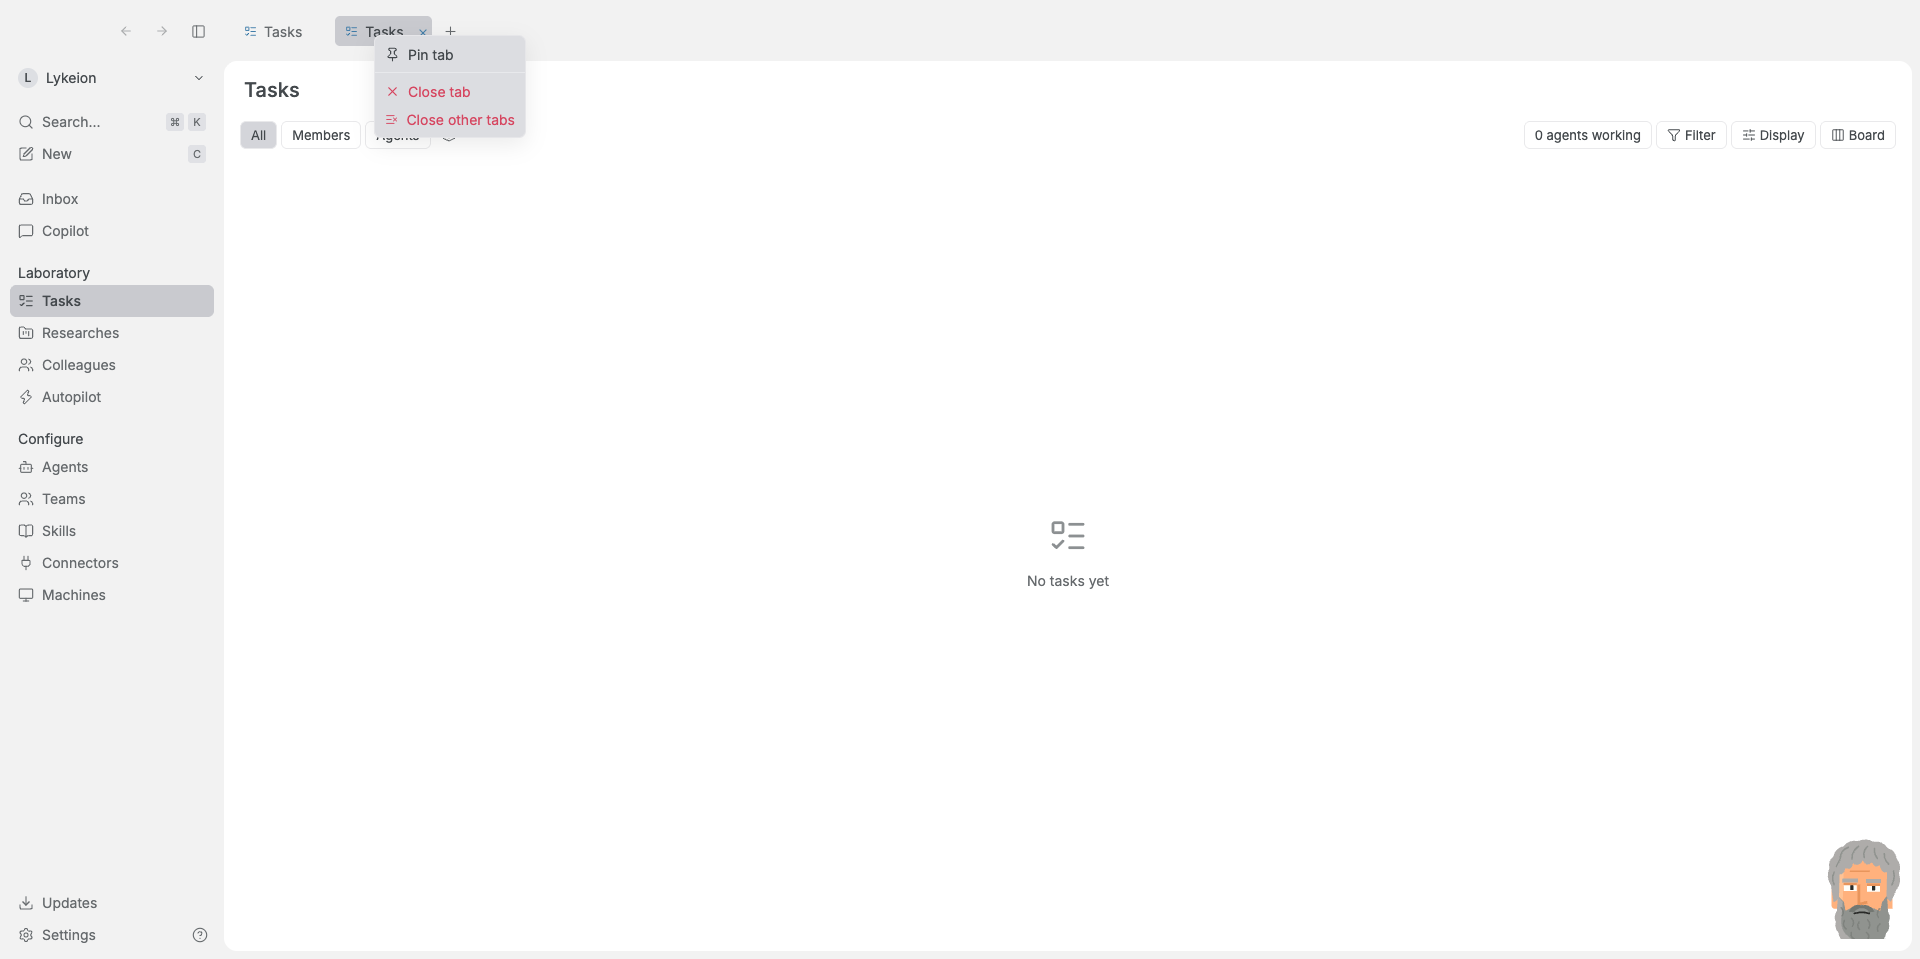 Tasks
Tasks
Pin tab
Close tab
Close other tabs
L Lykeion
Search... ⌘ K
New C
Inbox
Copilot
Laboratory
Tasks
Researches
Colleagues
Autopilot
Configure
Agents
Teams
Skills
Connectors
Machines
Updates
Settings
Tasks
All Members Agents
0 agents working Filter Display Board
No tasks yet